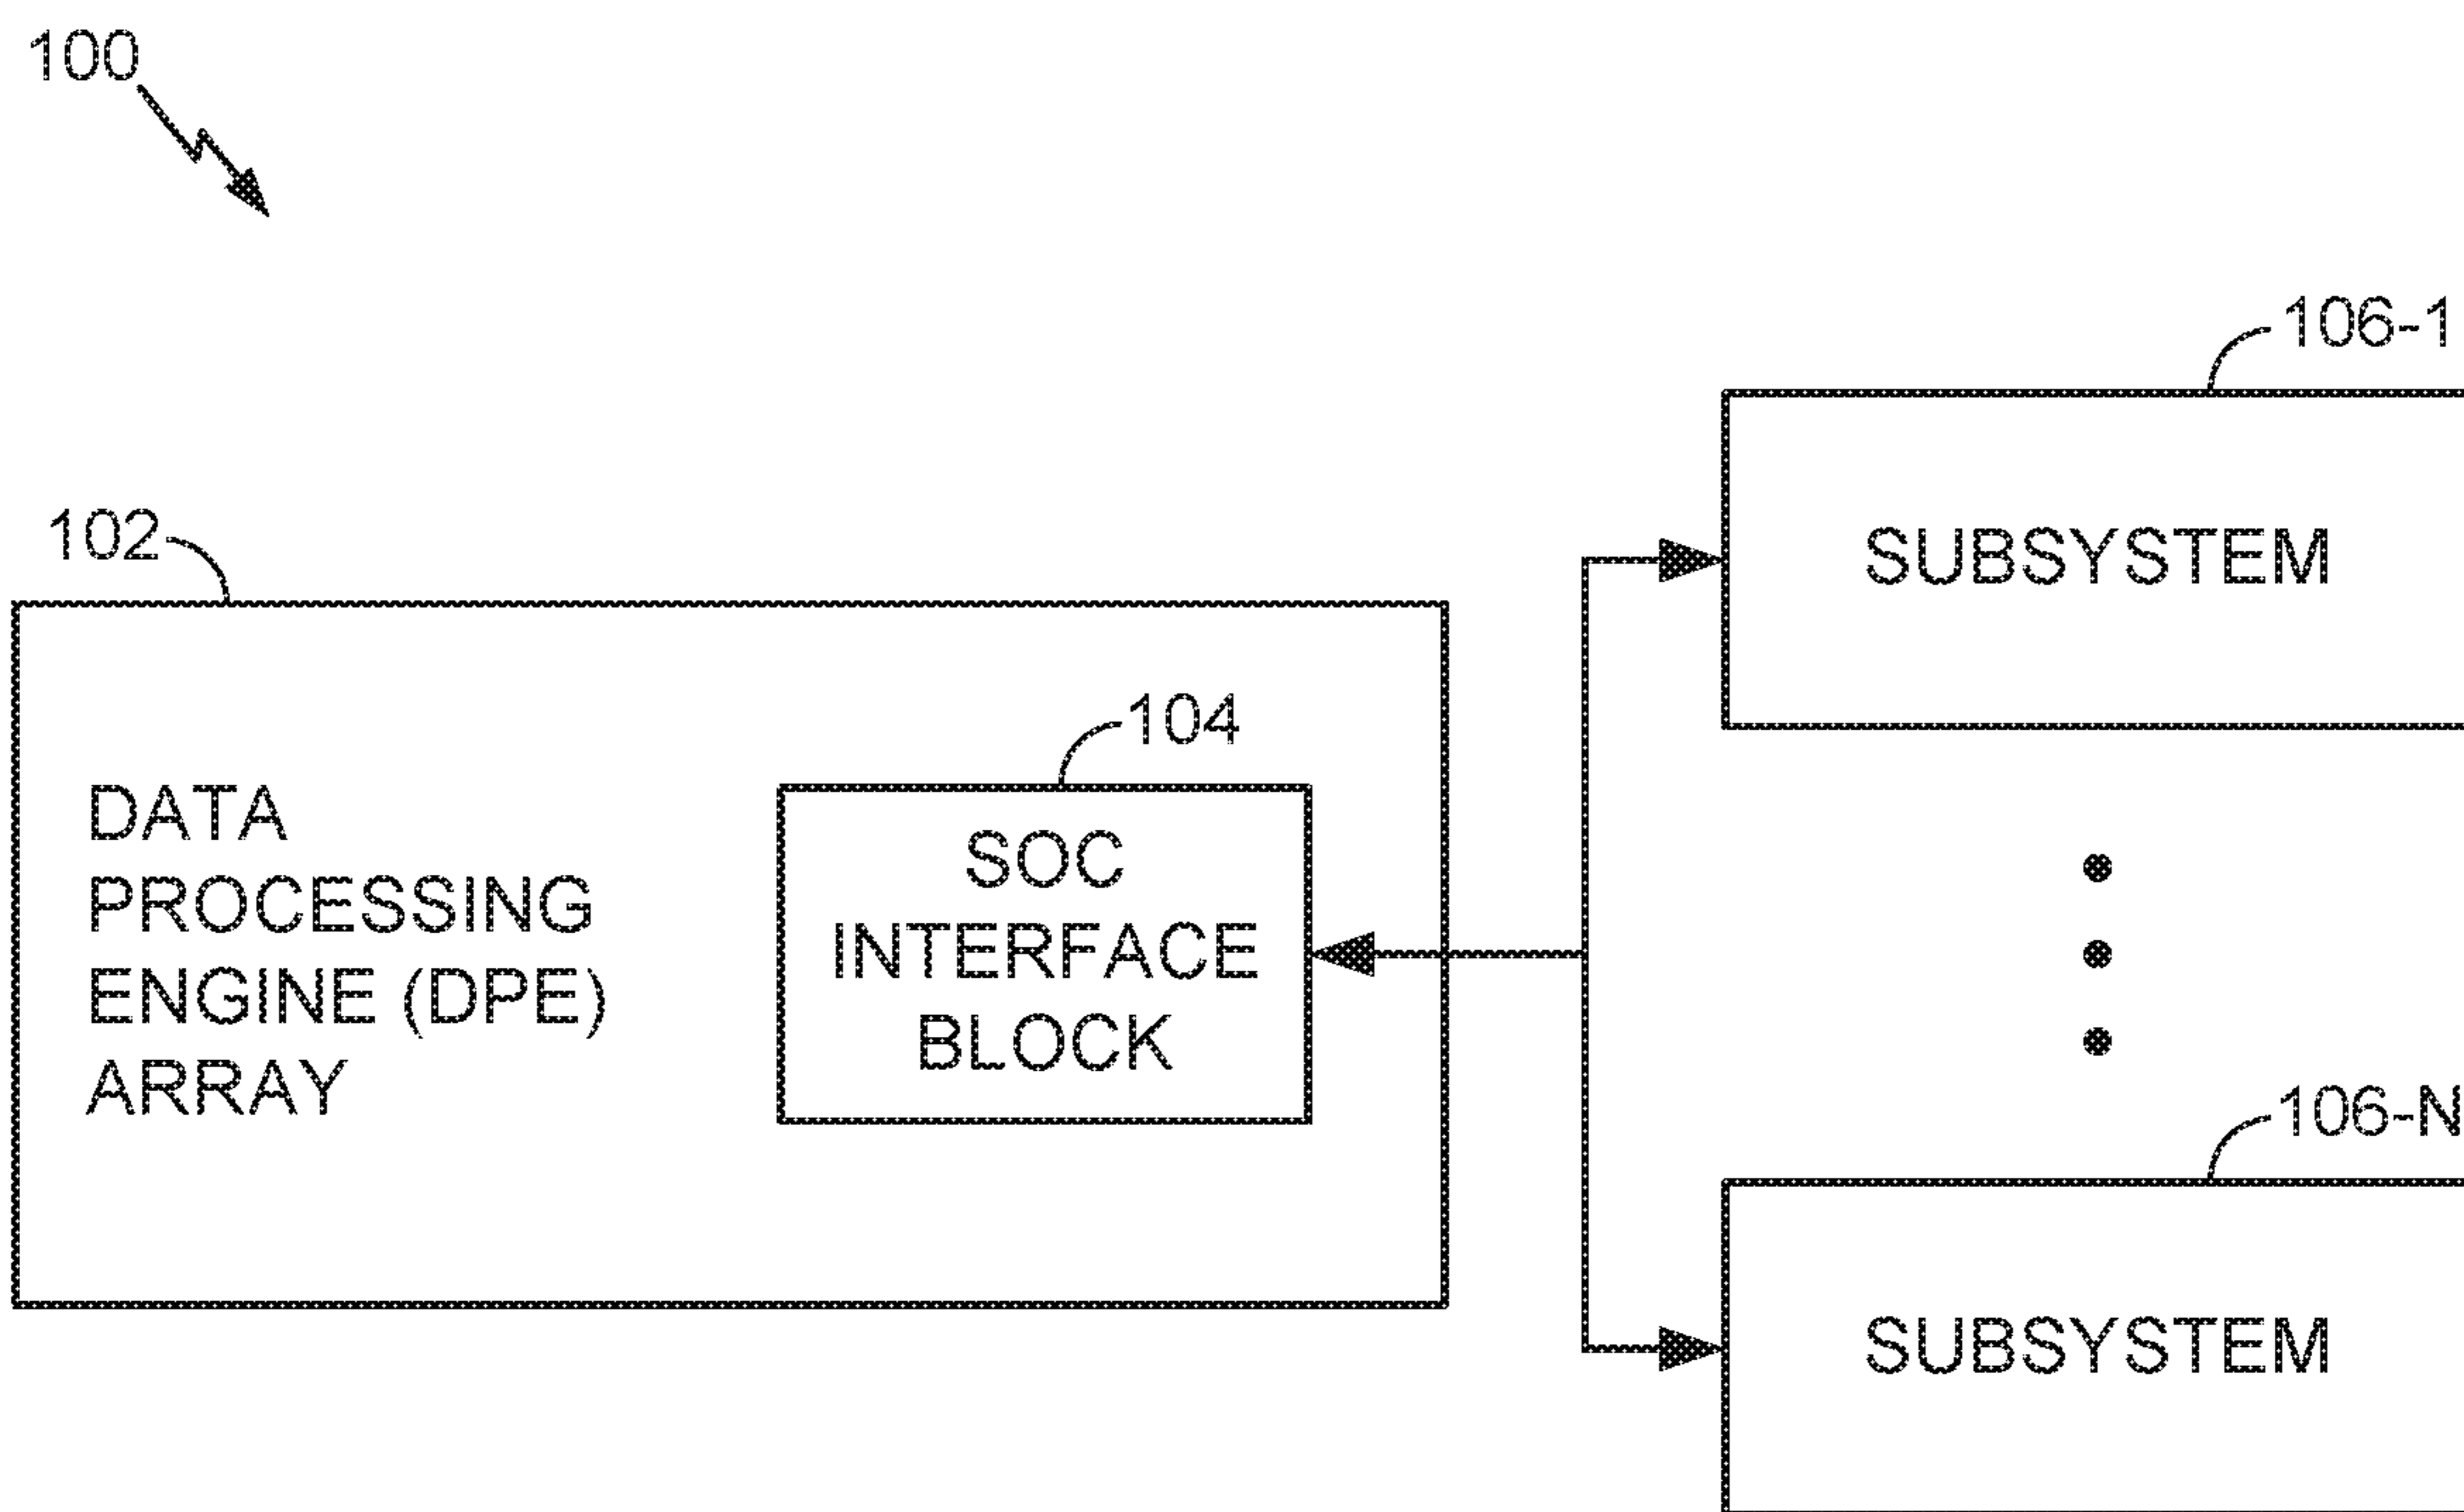 100
106-1
SUBSYSTEM
102
104
DATA
PROCESSING
ENGINE (DPE)
ARRAY
SOC
INTERFACE
BLOCK
106-N
SUBSYSTEM